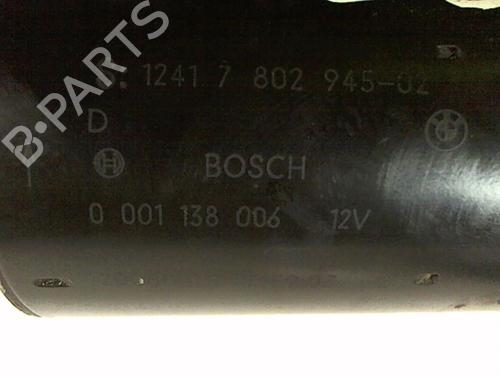 1241 7 802 945-02
D
BOSCH
0 001 138 006 12V
B-PARTS